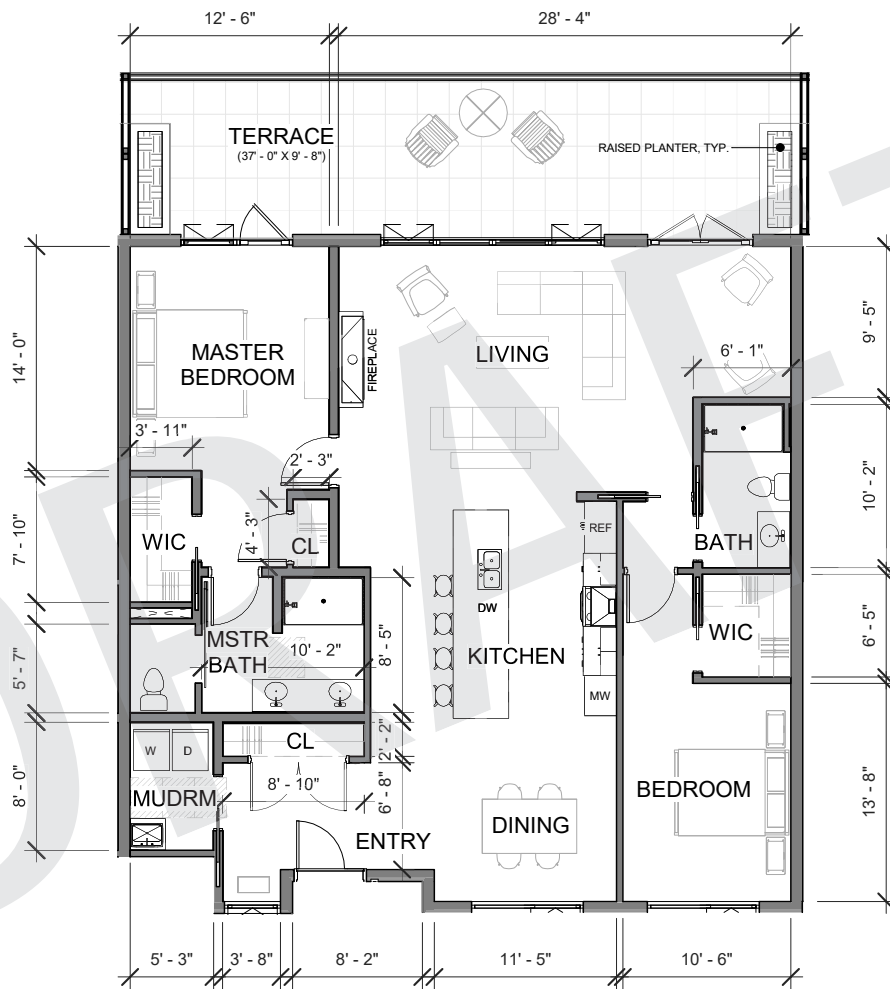 12' - 6"
28' - 4"
TERRACE
(37' - 0" X 9' - 8")
RAISED PLANTER, TYP.
14' - 0"
9' - 5"
MASTER
BEDROOM
FIREPLACE
LIVING
6' - 1"
3' - 11"
2' - 3"
10' - 2"
7' - 10"
WIC
4' - 3"
CL
REF
BATH
DW
MSTR
BATH
10' - 2"
8' - 5"
KITCHEN
WIC
6' - 5"
5' - 7"
MW
W
D
CL
2' - 2"
8' - 0"
MUDRM
8' - 10"
6' - 8"
ENTRY
DINING
BEDROOM
13' - 8"
5' - 3"
3' - 8"
8' - 2"
11' - 5"
10' - 6"
DRAFT